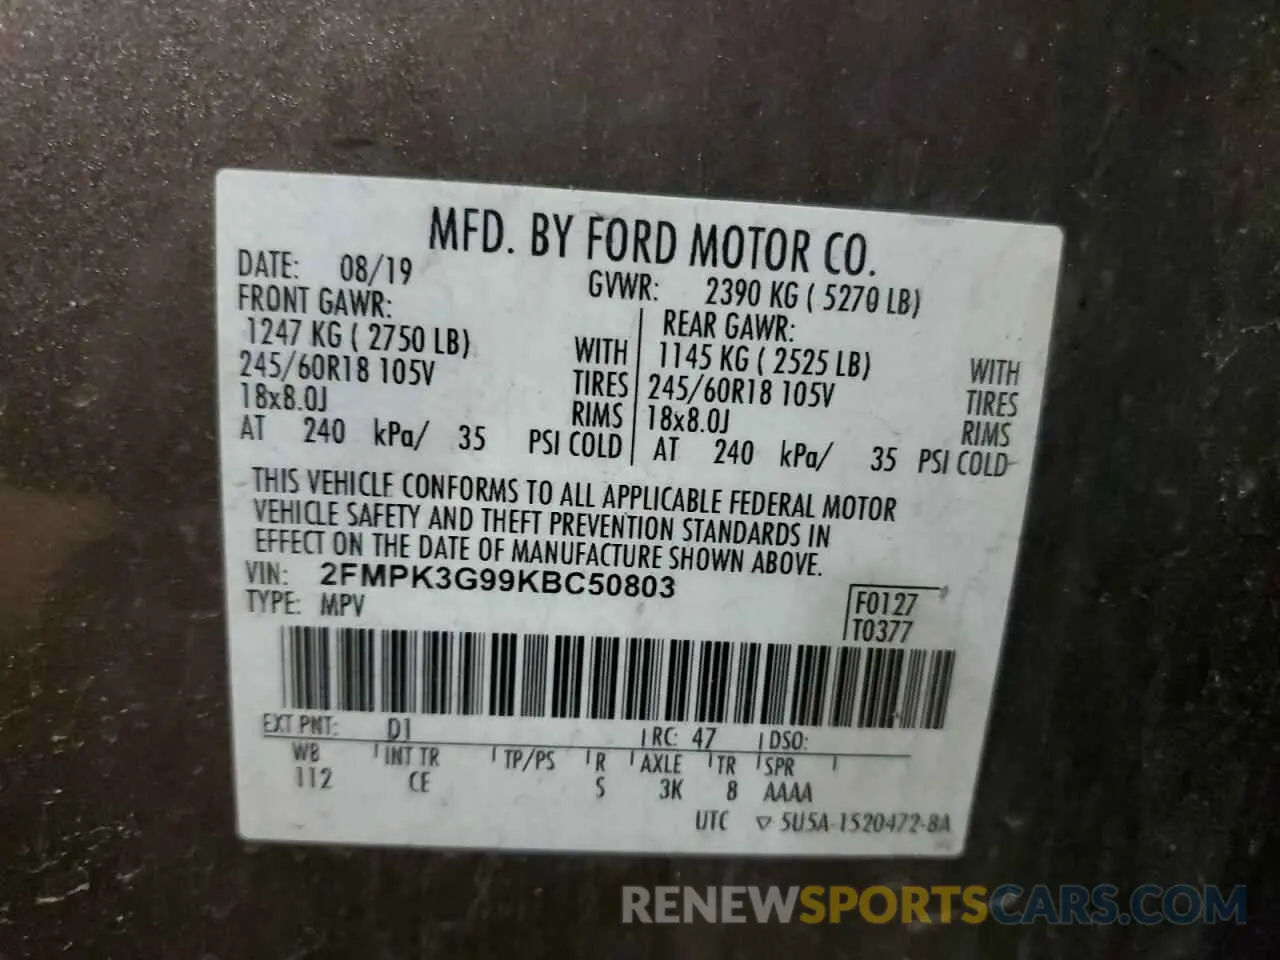 MFD. BY FORD MOTOR CO.
DATE: 08/19 GVWR: 2390 KG ( 5270 LB)
FRONT GAWR: REAR GAWR:
1247 KG ( 2750 LB) WITH 1145 KG ( 2525 LB) WITH
245/60R18 105V TIRES 245/60R18 105V TIRES
18x8.0J RIMS 18x8.0J RIMS
AT 240 kPa/ 35 PSI COLD AT 240 kPa/ 35 PSI COLD
THIS VEHICLE CONFORMS TO ALL APPLICABLE FEDERAL MOTOR
VEHICLE SAFETY AND THEFT PREVENTION STANDARDS IN
EFFECT ON THE DATE OF MANUFACTURE SHOWN ABOVE.
VIN: 2FMPK3G99KBC50803
TYPE: MPV
F0127
T0377
EXT PNT: D1 RC: 47 DSO:
WB INT TR TP/PS R AXLE TR SPR
112 CE S 3K 8 AAAA
UTC ▽ 5U5A-1520472-BA
RENEWSPORTSCARS.COM